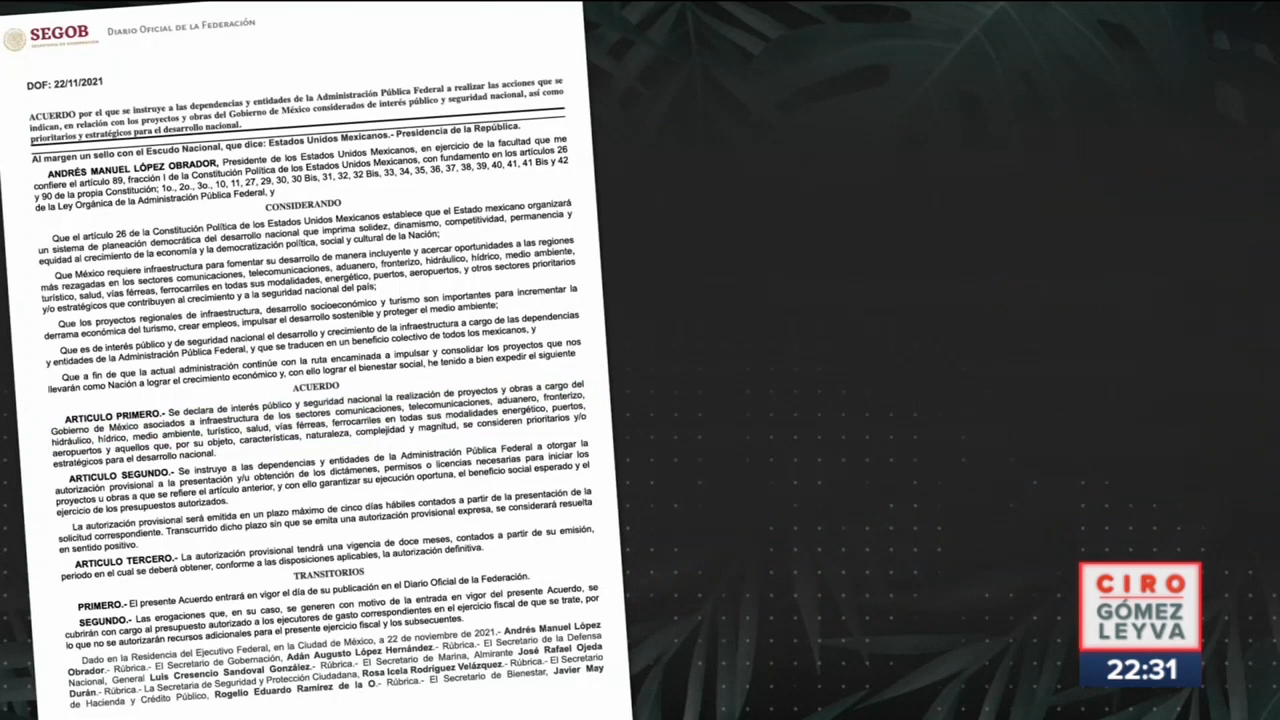 SEGOB
SECRETARÍA DE GOBERNACIÓN
DIARIO OFICIAL DE LA FEDERACIÓN
DOF: 22/11/2021
ACUERDO por el que se instruye a las dependencias y entidades de la Administración Pública Federal a realizar las acciones que se
indican, en relación con los proyectos y obras del Gobierno de México considerados de interés público y seguridad nacional, así como
prioritarios y estratégicos para el desarrollo nacional.
Al margen un sello con el Escudo Nacional, que dice: Estados Unidos Mexicanos.- Presidencia de la República.
ANDRÉS MANUEL LÓPEZ OBRADOR, Presidente de los Estados Unidos Mexicanos, en ejercicio de la facultad que me
confiere el artículo 89, fracción I de la Constitución Política de los Estados Unidos Mexicanos, con fundamento en los artículos 26
y 90 de la propia Constitución; 1o., 2o., 3o., 10, 11, 27, 29, 30, 30 Bis, 31, 32, 32 Bis, 33, 34, 35, 36, 37, 38, 39, 40, 41, 41 Bis y 42
de la Ley Orgánica de la Administración Pública Federal, y
CONSIDERANDO
Que el artículo 26 de la Constitución Política de los Estados Unidos Mexicanos establece que el Estado mexicano organizará
un sistema de planeación democrática del desarrollo nacional que imprima solidez, dinamismo, competitividad, permanencia y
equidad al crecimiento de la economía y la democratización política, social y cultural de la Nación;
Que México requiere infraestructura para fomentar su desarrollo de manera incluyente y acercar oportunidades a las regiones
más rezagadas en los sectores comunicaciones, telecomunicaciones, aduanero, fronterizo, hidráulico, hídrico, medio ambiente,
turístico, salud, vías férreas, ferrocarriles en todas sus modalidades, energético, puertos, aeropuertos, y otros sectores prioritarios
y/o estratégicos que contribuyen al crecimiento y a la seguridad nacional del país;
Que los proyectos regionales de infraestructura, desarrollo socioeconómico y turismo son importantes para incrementar la
derrama económica del turismo, crear empleos, impulsar el desarrollo sostenible y proteger el medio ambiente;
Que es de interés público y de seguridad nacional el desarrollo y crecimiento de la infraestructura a cargo de las dependencias
y entidades de la Administración Pública Federal, y que se traducen en un beneficio colectivo de todos los mexicanos, y
Que a fin de que la actual administración continúe con la ruta encaminada a impulsar y consolidar los proyectos que nos
llevarán como Nación a lograr el crecimiento económico y, con ello lograr el bienestar social, he tenido a bien expedir el siguiente
ACUERDO
ARTICULO PRIMERO.- Se declara de interés público y seguridad nacional la realización de proyectos y obras a cargo del
Gobierno de México asociados a infraestructura de los sectores comunicaciones, telecomunicaciones, aduanero, fronterizo,
hidráulico, hídrico, medio ambiente, turístico, salud, vías férreas, ferrocarriles en todas sus modalidades energético, puertos,
aeropuertos y aquellos que, por su objeto, características, naturaleza, complejidad y magnitud, se consideren prioritarios y/o
estratégicos para el desarrollo nacional.
ARTICULO SEGUNDO.- Se instruye a las dependencias y entidades de la Administración Pública Federal a otorgar la
autorización provisional a la presentación y/u obtención de los dictámenes, permisos o licencias necesarias para iniciar los
proyectos u obras a que se refiere el artículo anterior, y con ello garantizar su ejecución oportuna, el beneficio social esperado y el
ejercicio de los presupuestos autorizados.
La autorización provisional será emitida en un plazo máximo de cinco días hábiles contados a partir de la presentación de la
solicitud correspondiente. Transcurrido dicho plazo sin que se emita una autorización provisional expresa, se considerará resuelta
en sentido positivo.
ARTICULO TERCERO.- La autorización provisional tendrá una vigencia de doce meses, contados a partir de su emisión,
periodo en el cual se deberá obtener, conforme a las disposiciones aplicables, la autorización definitiva.
TRANSITORIOS
PRIMERO.- El presente Acuerdo entrará en vigor el día de su publicación en el Diario Oficial de la Federación.
SEGUNDO.- Las erogaciones que, en su caso, se generen con motivo de la entrada en vigor del presente Acuerdo, se
cubrirán con cargo al presupuesto autorizado a los ejecutores de gasto correspondientes en el ejercicio fiscal de que se trate, por
lo que no se autorizarán recursos adicionales para el presente ejercicio fiscal y los subsecuentes.
Dado en la Residencia del Ejecutivo Federal, en la Ciudad de México, a 22 de noviembre de 2021.- Andrés Manuel López
Obrador.- Rúbrica.- El Secretario de Gobernación, Adán Augusto López Hernández.- Rúbrica.- El Secretario de la Defensa
Nacional, General Luis Cresencio Sandoval González.- Rúbrica.- El Secretario de Marina, Almirante José Rafael Ojeda
Durán.- Rúbrica.- La Secretaria de Seguridad y Protección Ciudadana, Rosa Icela Rodríguez Velázquez.- Rúbrica.- El Secretario
de Hacienda y Crédito Público, Rogelio Eduardo Ramírez de la O.- Rúbrica.- El Secretario de Bienestar, Javier May
CIRO
GÓMEZ
LEYVA
22:31